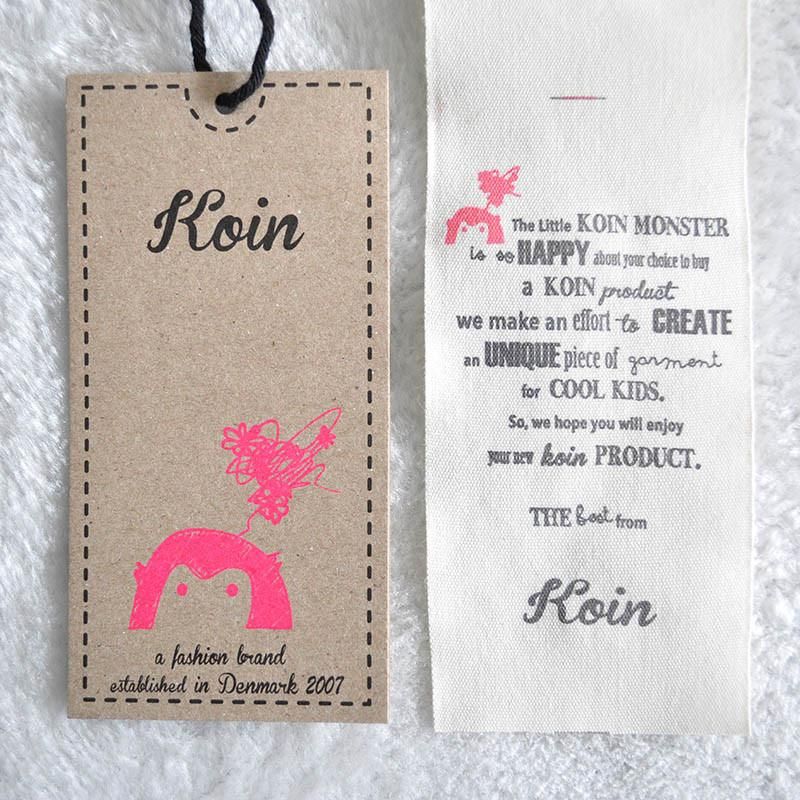 Koin
a fashion brand
established in Denmark 2007
The Little KOIN MONSTER
is so HAPPY about your choice to buy
a KOIN product
we make an effort to CREATE
an UNIQUE piece of garment
for COOL KIDS.
So, we hope you will enjoy
your new koin PRODUCT.
THE best from
Koin